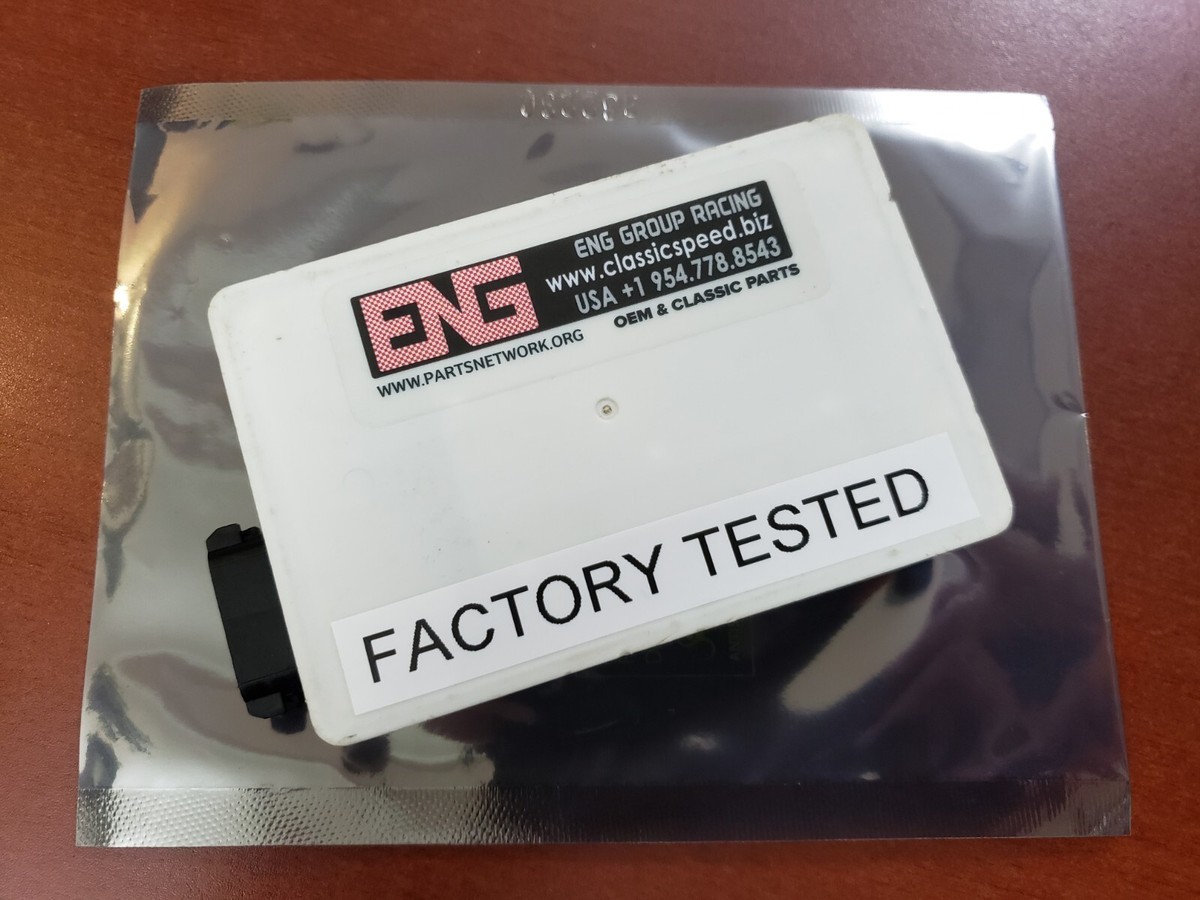 ENG
ENG GROUP RACING
www.classicspeed.biz
USA +1 954.778.8543
OEM & CLASSIC PARTS
WWW.PARTSNETWORK.ORG
FACTORY TESTED